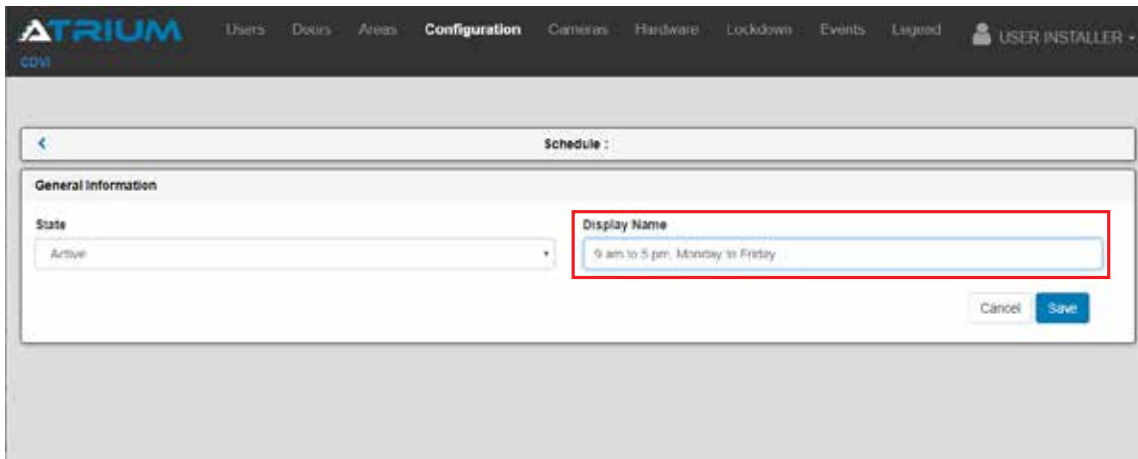 ATRIUM
CDVI
Users Doors Areas Configuration Cameras Hardware Lockdown Events Legend USER INSTALLER
Schedule :
General Information
State Display Name
Active 9 am to 5 pm, Monday to Friday
Cancel Save